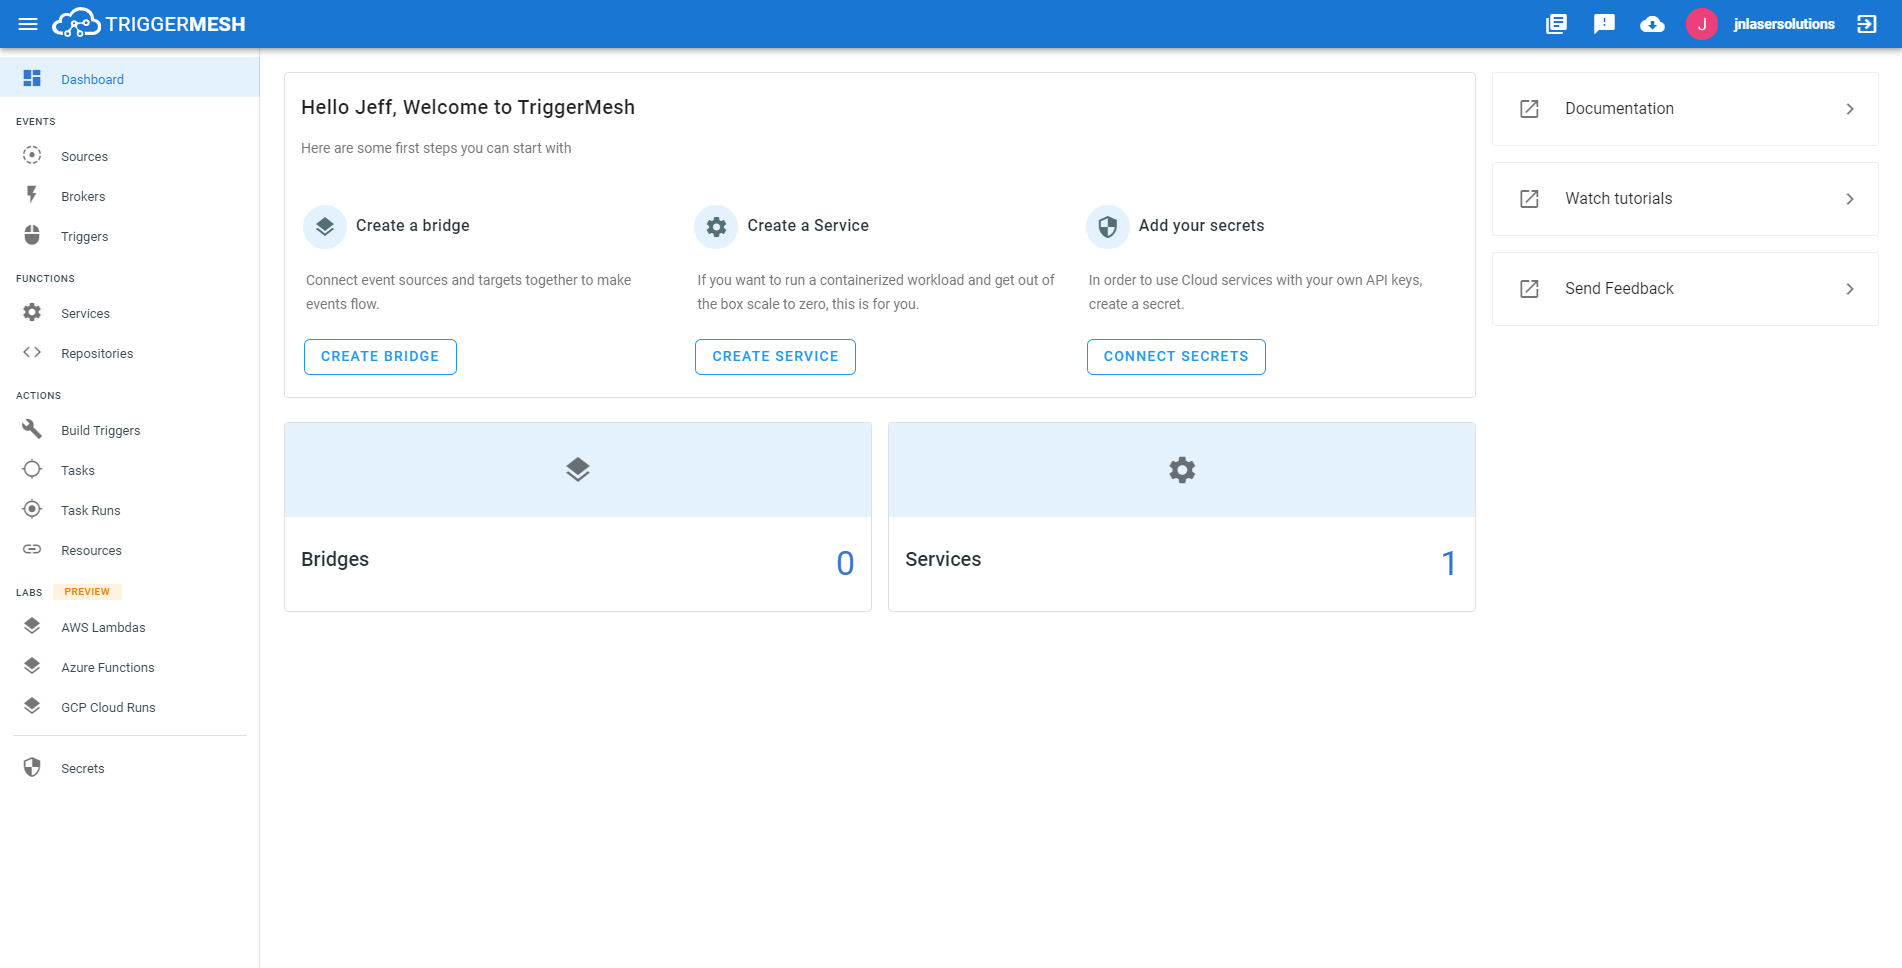 TRIGGERMESH
J
jnlasersolutions
Dashboard
EVENTS
Sources
Brokers
Triggers
FUNCTIONS
Services
Repositories
ACTIONS
Build Triggers
Tasks
Task Runs
Resources
LABS PREVIEW
AWS Lambdas
Azure Functions
GCP Cloud Runs
Secrets
Hello Jeff, Welcome to TriggerMesh
Here are some first steps you can start with
Create a bridge
Connect event sources and targets together to make
events flow.
CREATE BRIDGE
Create a Service
If you want to run a containerized workload and get out of
the box scale to zero, this is for you.
CREATE SERVICE
Add your secrets
In order to use Cloud services with your own API keys,
create a secret.
CONNECT SECRETS
Bridges 0
Services 1
Documentation
Watch tutorials
Send Feedback